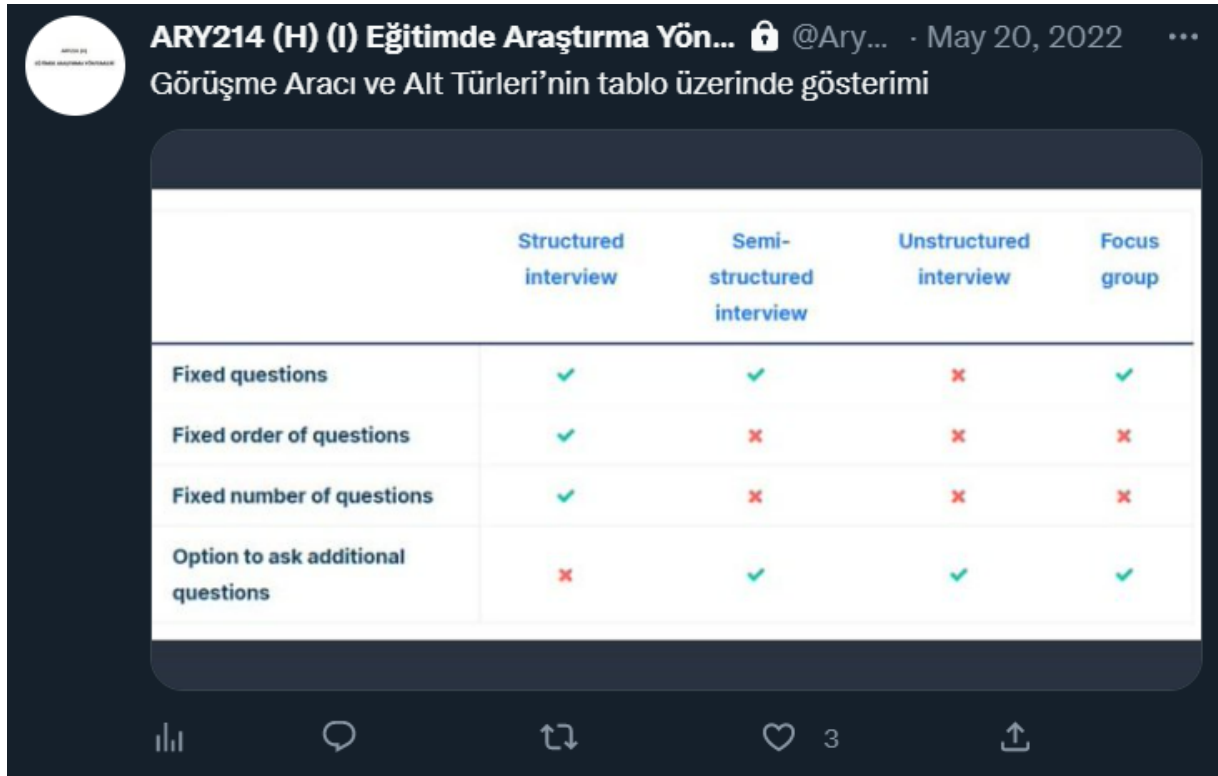 ARY214 (H) (I) Eğitimde Araştırma Yön... @Ary... · May 20, 2022
Görüşme Aracı ve Alt Türleri’nin tablo üzerinde gösterimi
Structured interview
Semi-structured interview
Unstructured interview
Focus group
Fixed questions
Fixed order of questions
Fixed number of questions
Option to ask additional
questions
3